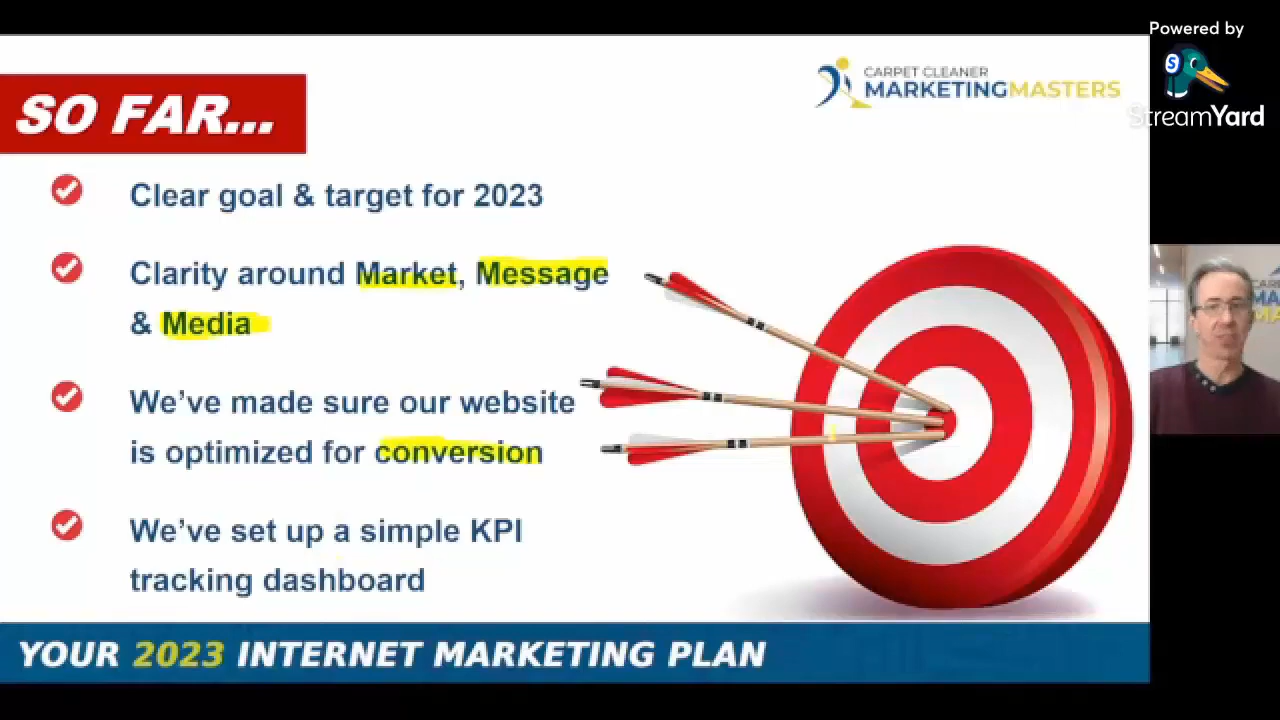 Powered by
StreamYard
CARPET CLEANER
MARKETINGMASTERS
SO FAR...
Clear goal & target for 2023
Clarity around Market, Message
& Media
We've made sure our website
is optimized for conversion
We've set up a simple KPI
tracking dashboard
YOUR 2023 INTERNET MARKETING PLAN